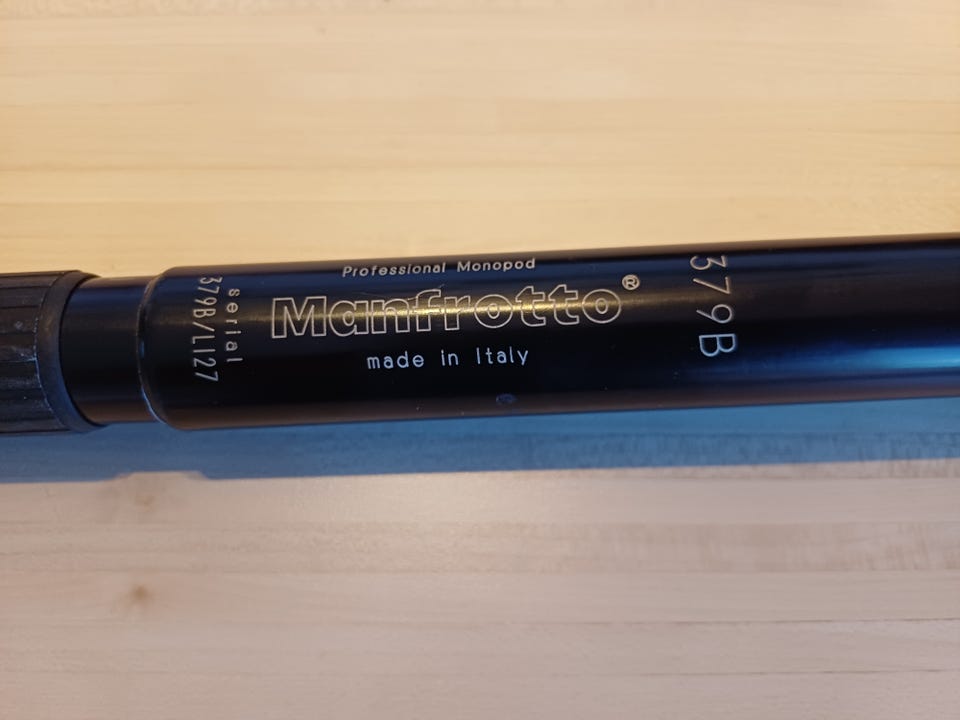 serial
379B/L127
Professional Monopod
Manfrotto®
made in Italy
379B